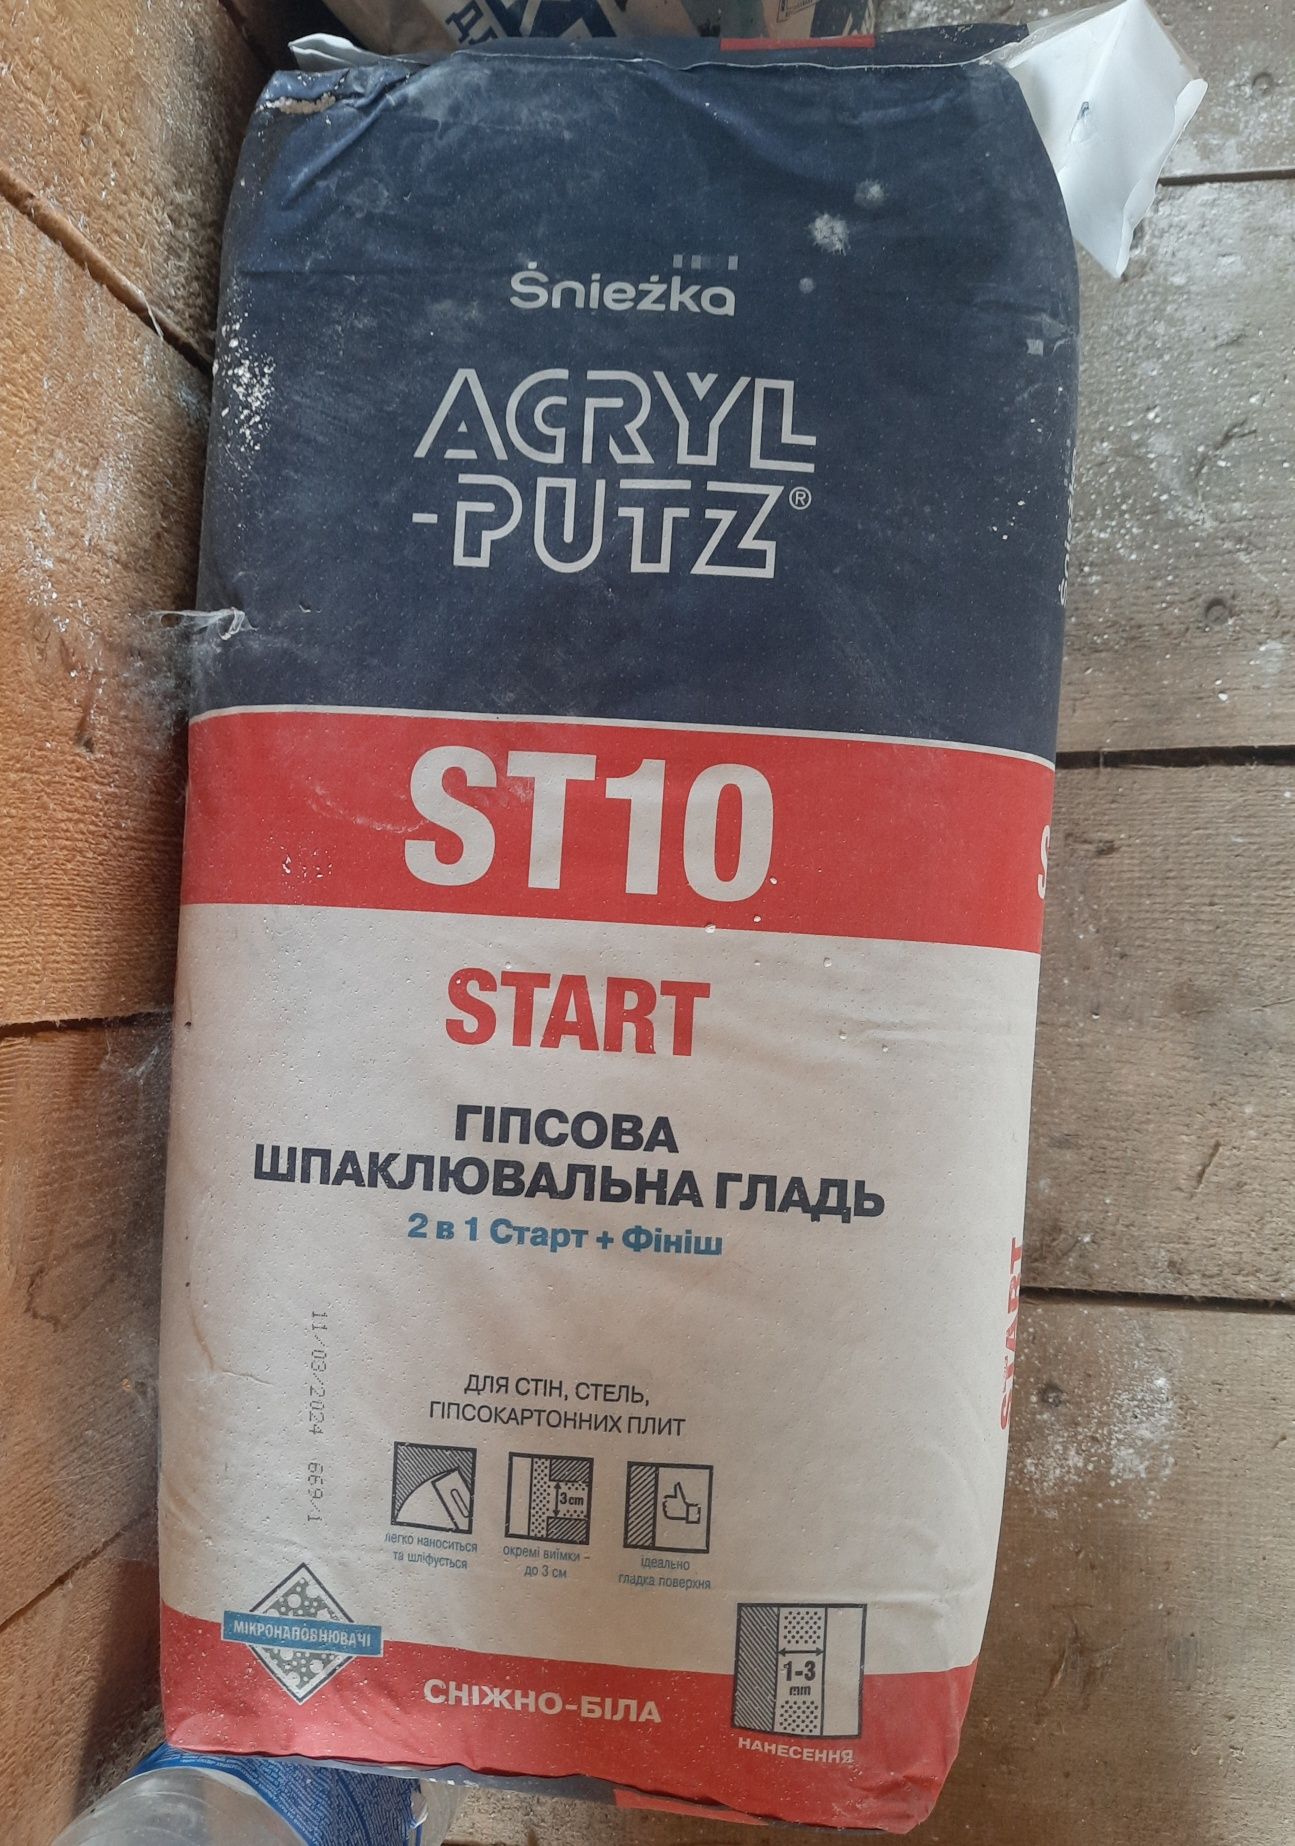 Śnieżka
ACRYL
-PUTZ®
ST10
START
ГІПСОВА
ШПАКЛЮВАЛЬНА ГЛАДЬ
2 в 1 Старт + Фініш
11/03/2024 669/1
ДЛЯ СТІН, СТЕЛЬ,
ГІПСОКАРТОННИХ ПЛИТ
3cm
легко наноситься
та шліфується
окремі виїмки –
до 3 см
ідеально
гладка поверхня
МІКРОНАПОВНЮВАЧІ
СНІЖНО-БІЛА
1-3
mm
НАНЕСЕННЯ
START